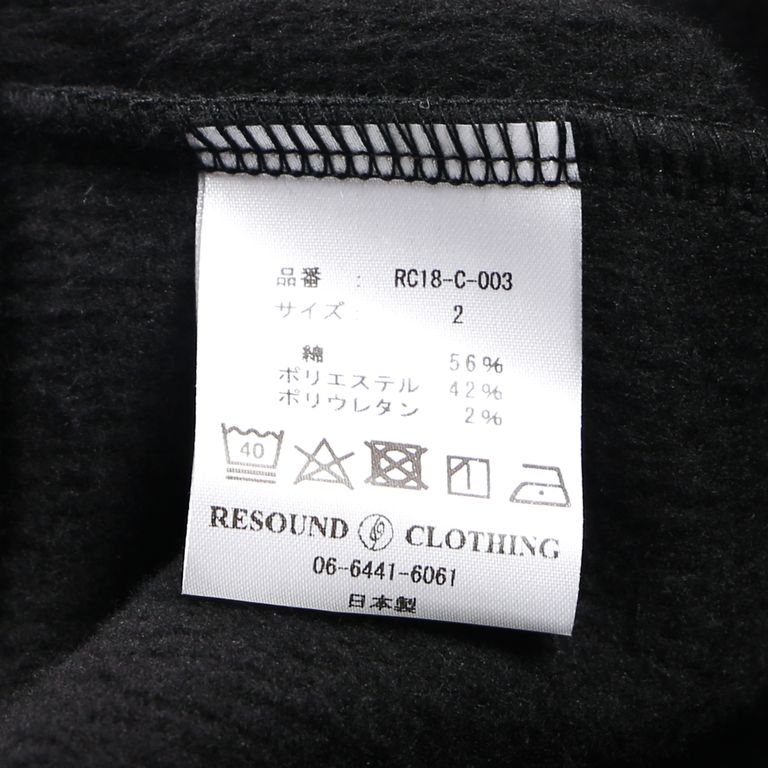 品番 : RC18-C-003
サイズ : 2
綿 56%
ポリエステル 42%
ポリウレタン 2%
40
RESOUND CLOTHING
06-6441-6061
日本製